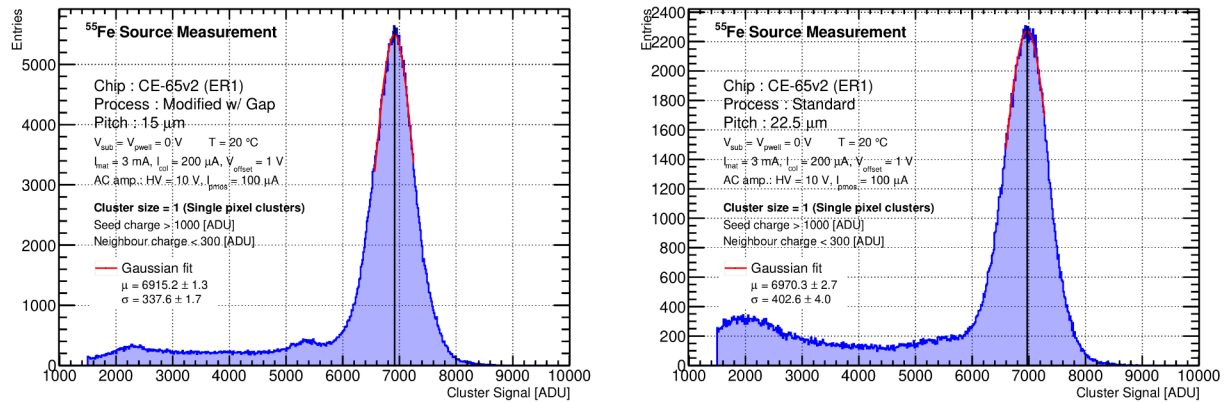 Entries
⁵⁵Fe Source Measurement
Chip : CE-65v2 (ER1)
Process : Modified w/ Gap
Pitch : 15 μm
V_sub = V_pwell = 0 V T = 20 °C
I_mat = 3 mA, I_col = 200 μA, V_offset = 1 V
AC amp.: HV = 10 V, I_pmos = 100 μA
Cluster size = 1 (Single pixel clusters)
Seed charge > 1000 [ADU]
Neighbour charge < 300 [ADU]
Gaussian fit
μ = 6915.2 ± 1.3
σ = 337.6 ± 1.7
5000
4000
3000
2000
1000
0
1000 2000 3000 4000 5000 6000 7000 8000 9000 10000
Cluster Signal [ADU]
Entries
⁵⁵Fe Source Measurement
Chip : CE-65v2 (ER1)
Process : Standard
Pitch : 22.5 μm
V_sub = V_pwell = 0 V T = 20 °C
I_mat = 3 mA, I_col = 200 μA, V_offset = 1 V
AC amp.: HV = 10 V, I_pmos = 100 μA
Cluster size = 1 (Single pixel clusters)
Seed charge > 1000 [ADU]
Neighbour charge < 300 [ADU]
Gaussian fit
μ = 6970.3 ± 2.7
σ = 402.6 ± 4.0
2400
2200
2000
1800
1600
1400
1200
1000
800
600
400
200
0
1000 2000 3000 4000 5000 6000 7000 8000 9000 10000
Cluster Signal [ADU]